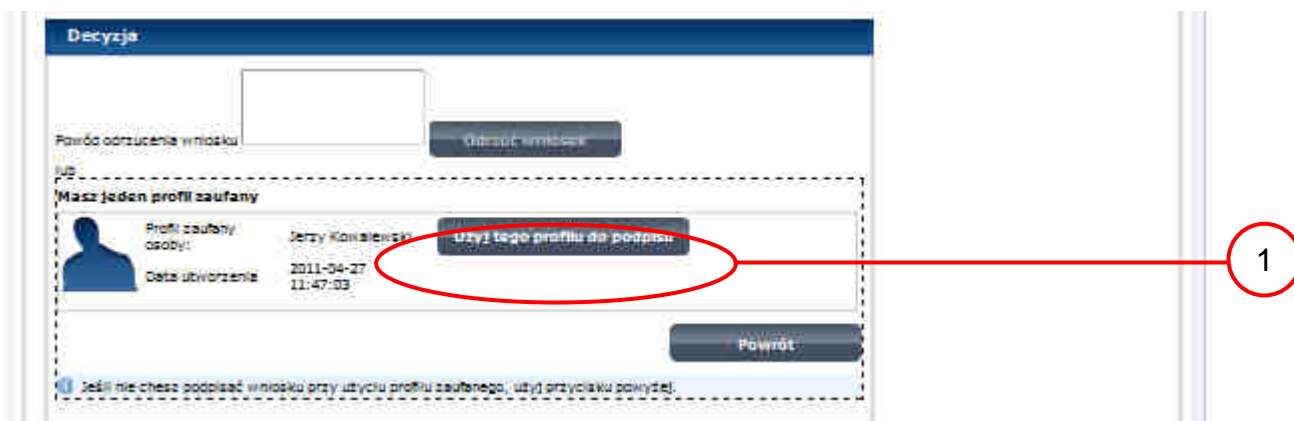 Decyzja
Powód odrzucenia wniosku
Odrzuć wniosek
lub
Masz jeden profil zaufany
Profil zaufany osoby:
Jerzy Kowalewski
Użyj tego profilu do podpisu
Data utworzenia
2011-04-27
11:47:03
1
Powrót
Jeśli nie chesz podpisać wniosku przy użyciu profilu zaufanego, użyj przycisku powyżej.